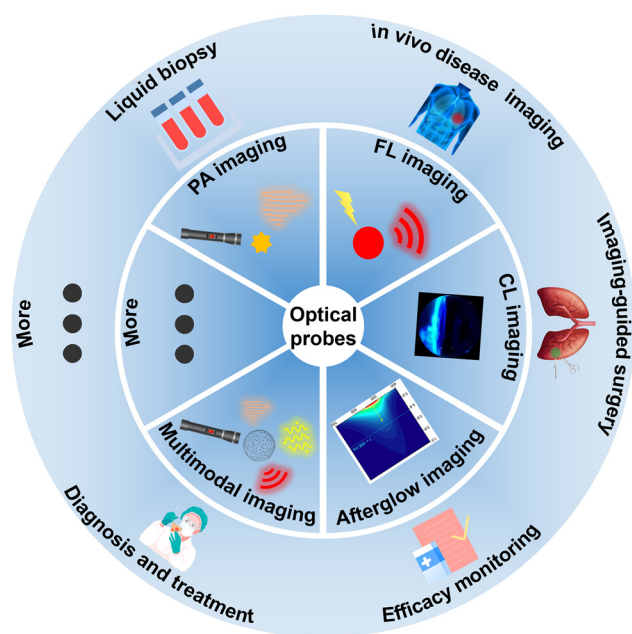 in vivo disease imaging
Liquid biopsy
PA imaging
FL imaging
Imaging-guided surgery
CL imaging
More
More
Optical
probes
Multimodal imaging
Afterglow imaging
Diagnosis and treatment
Efficacy monitoring